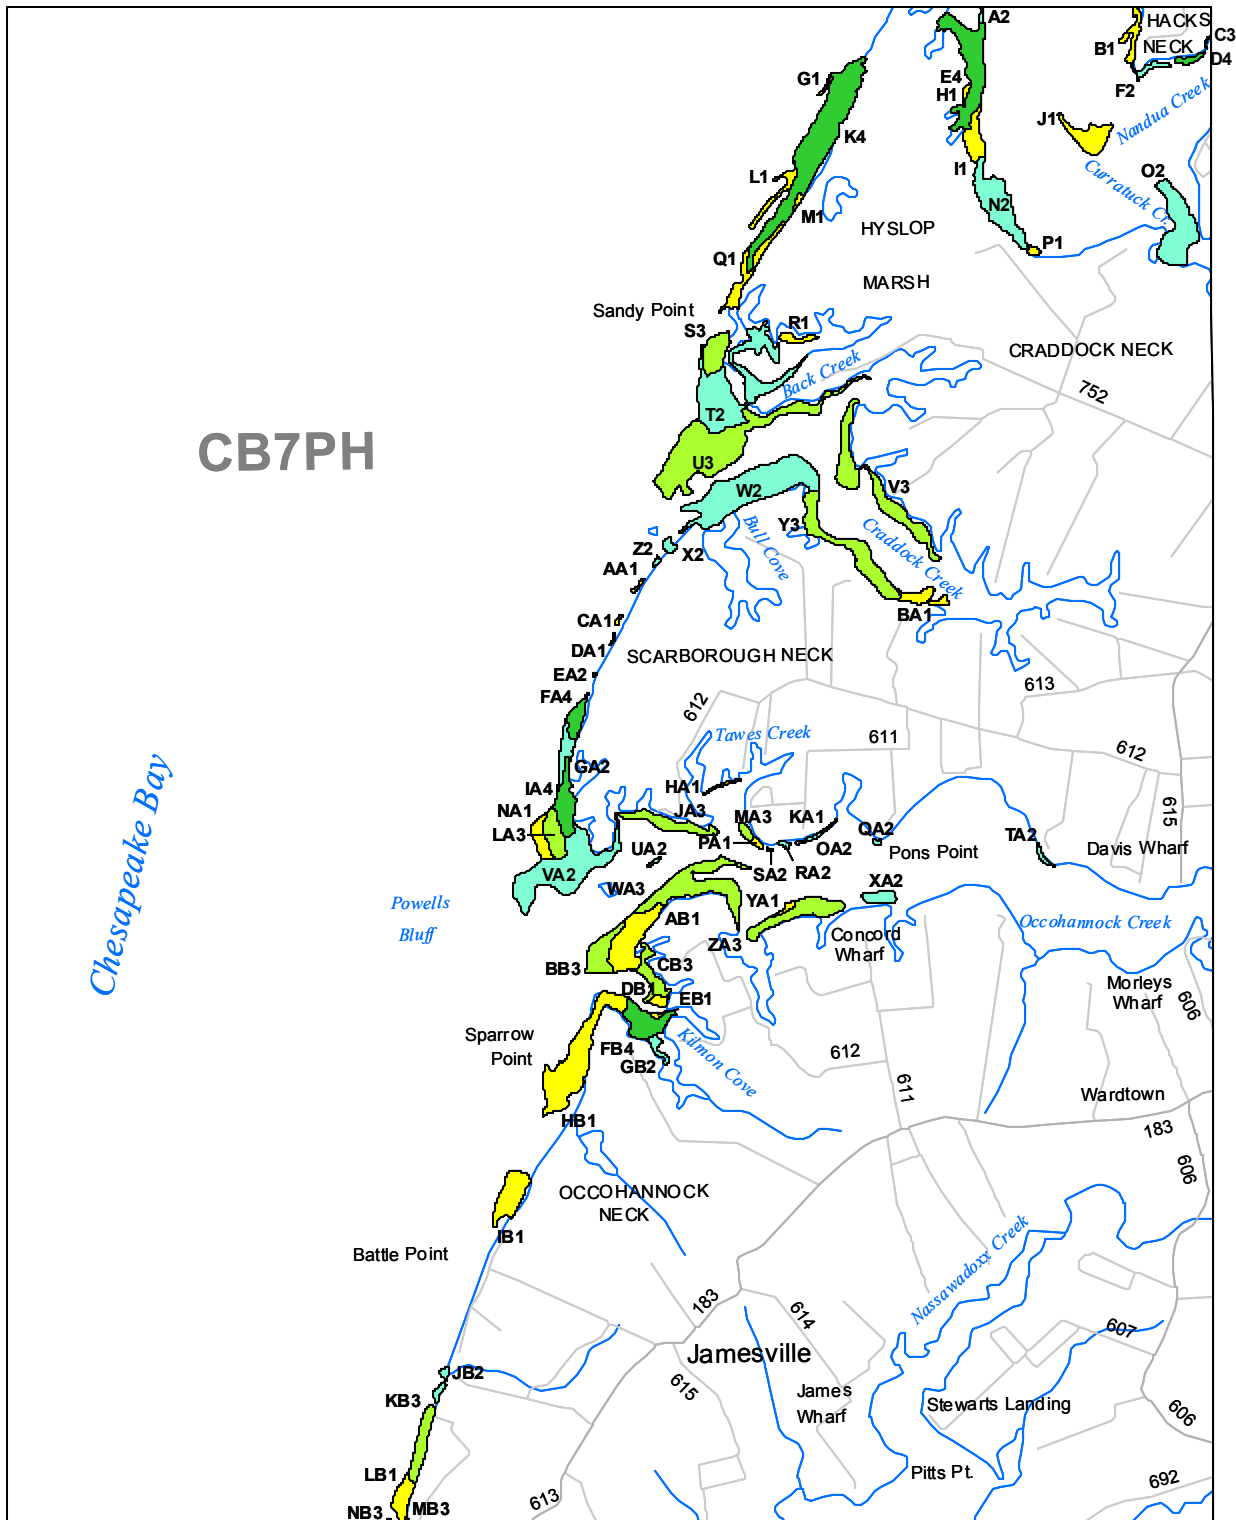 A2
HACKS
NECK
C3
D4
B1
F2
G1
E4
H1
K4
J1
Nandua Creek
I1
L1
O2
Curratuck Cr
N2
M1
HYSLOP
P1
Q1
MARSH
Sandy Point
R1
S3
CRADDOCK NECK
Back Creek
752
T2
CB7PH
U3
W2
V3
Y3
Bull Cove
Craddock Creek
Z2
X2
AA1
CA1
BA1
DA1
SCARBOROUGH NECK
EA2
613
FA4
612
Tawes Creek
611
612
GA2
Chesapeake Bay
IA4
HA1
615
NA1
JA3
MA3
KA1
LA3
QA2
TA2
PA1
OA2
Pons Point
Davis Wharf
UA2
SA2
RA2
VA2
WA3
XA2
YA1
Powells
Bluff
AB1
Occohannock Creek
ZA3
Concord
Wharf
BB3
CB3
DB1
EB1
Morleys
Wharf
606
Sparrow
Point
FB4
GB2
Kilmon Cove
612
611
Wardtown
HB1
183
606
OCCOHANNOCK
NECK
IB1
Battle Point
Nassawadoxx Creek
183
614
607
JB2
Jamesville
615
KB3
James
Wharf
Stewarts Landing
606
LB1
Pitts Pt.
692
613
NB3
MB3